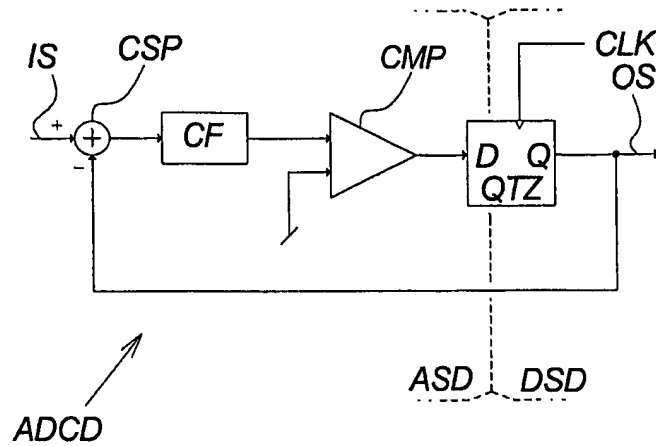 IS
CSP
CMP
CLK
OS
+
+
CF
-
D Q
QTZ
ASD
DSD
ADCD